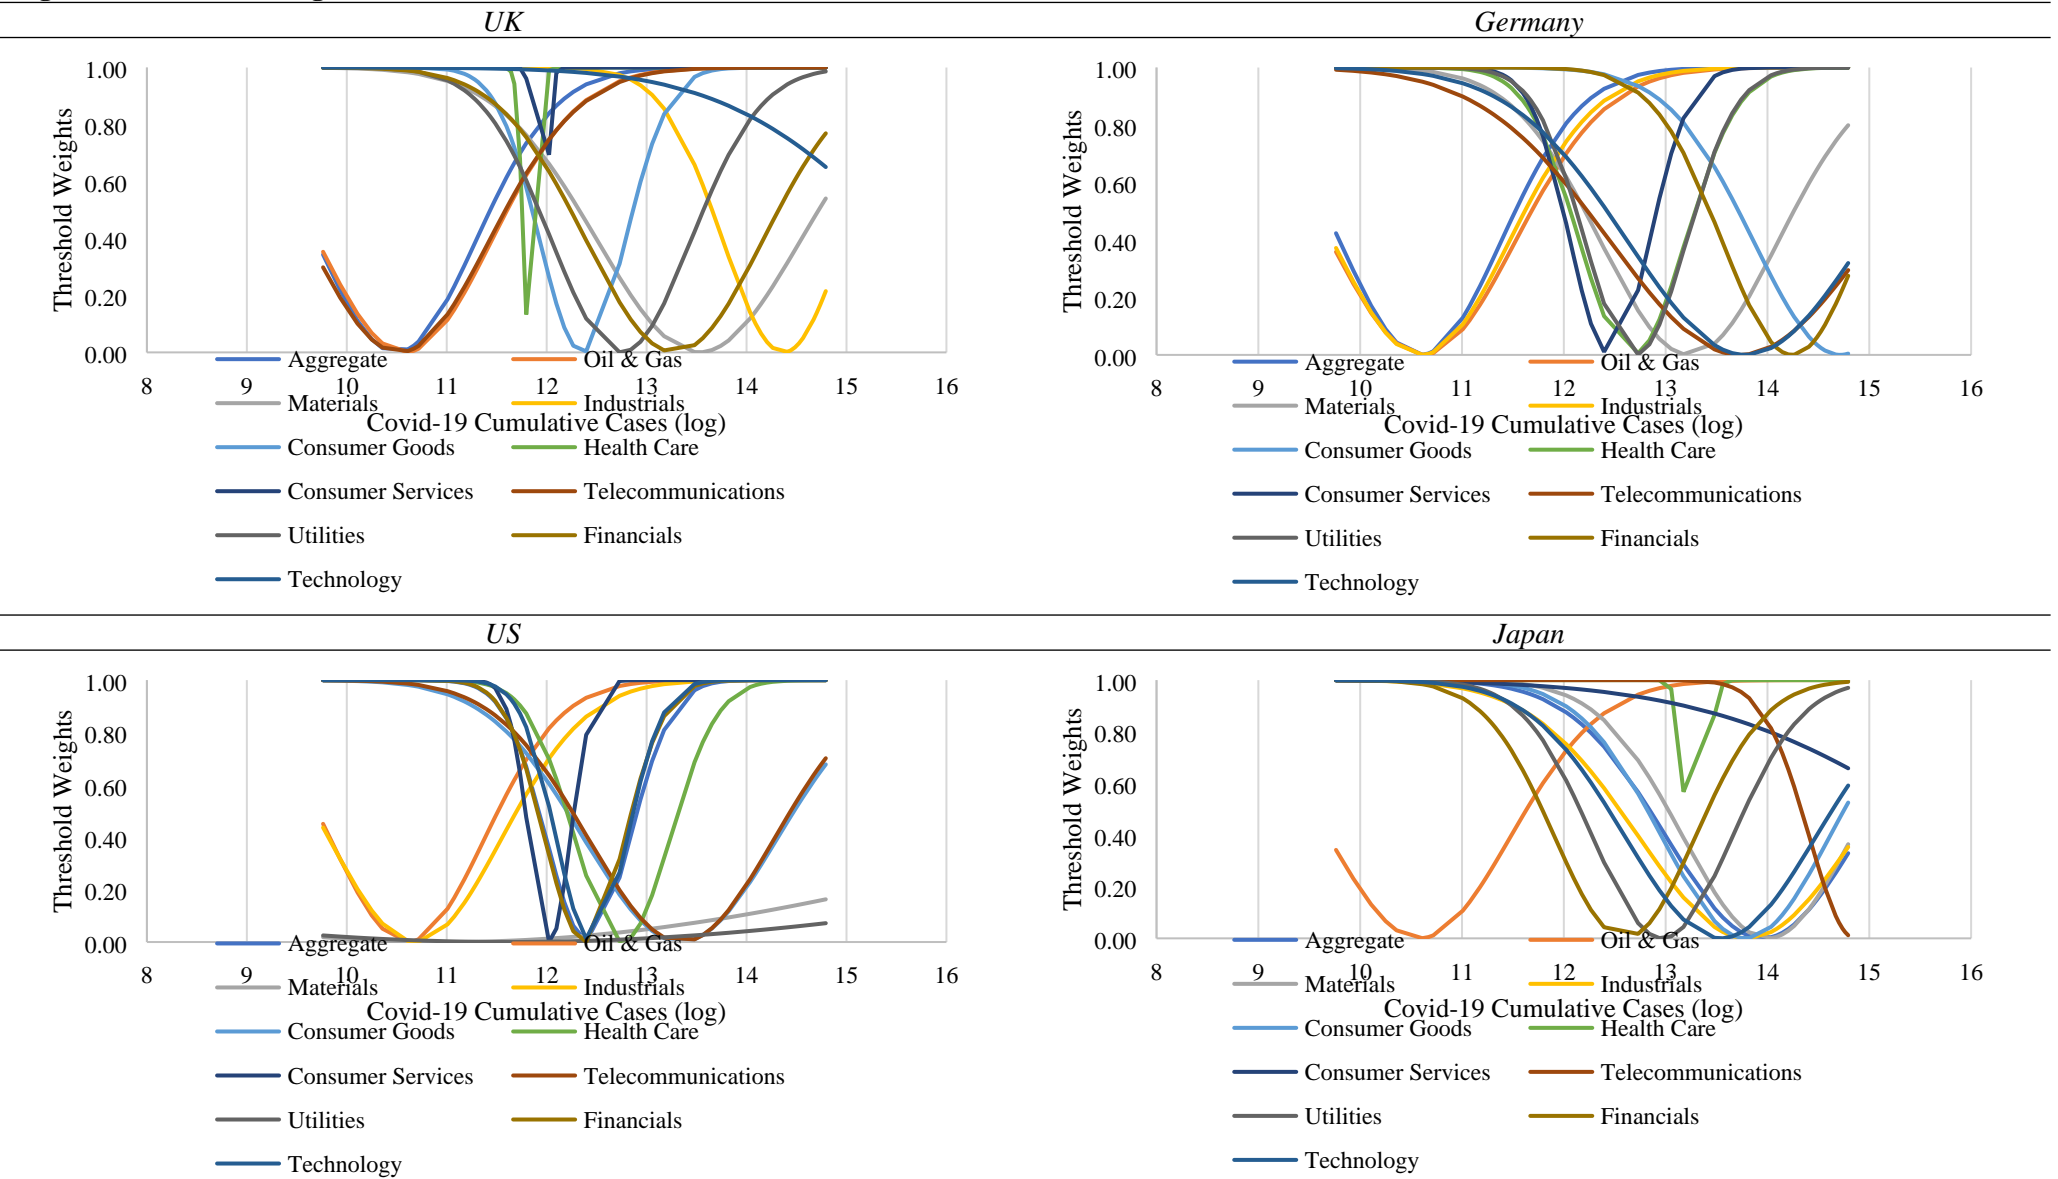 UK Germany
1.00
0.80
0.60
0.40
0.20
0.00
8 9 10 11 12 13 14 15 16
Threshold Weights
Covid-19 Cumulative Cases (log)
Aggregate Oil & Gas
Materials Industrials
Consumer Goods Health Care
Consumer Services Telecommunications
Utilities Financials
Technology
1.00
0.80
0.60
0.40
0.20
0.00
8 9 10 11 12 13 14 15 16
Threshold Weights
Covid-19 Cumulative Cases (log)
Aggregate Oil & Gas
Materials Industrials
Consumer Goods Health Care
Consumer Services Telecommunications
Utilities Financials
Technology
US Japan
1.00
0.80
0.60
0.40
0.20
0.00
8 9 10 11 12 13 14 15 16
Threshold Weights
Covid-19 Cumulative Cases (log)
Aggregate Oil & Gas
Materials Industrials
Consumer Goods Health Care
Consumer Services Telecommunications
Utilities Financials
Technology
1.00
0.80
0.60
0.40
0.20
0.00
8 9 10 11 12 13 14 15 16
Threshold Weights
Covid-19 Cumulative Cases (log)
Aggregate Oil & Gas
Materials Industrials
Consumer Goods Health Care
Consumer Services Telecommunications
Utilities Financials
Technology